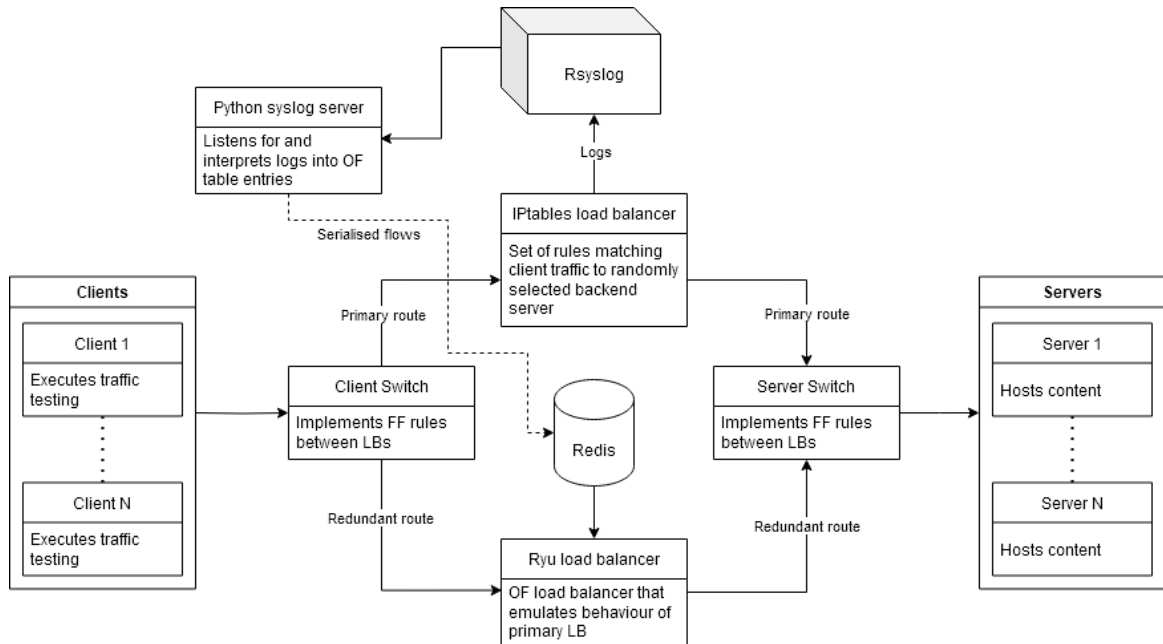 Rsyslog
Python syslog server
Listens for and
interprets logs into OF
table entries
Logs
IPtables load balancer
Set of rules matching
client traffic to randomly
selected backend
server
Serialised flows
Clients
Client 1
Executes traffic
testing
Client N
Executes traffic
testing
Primary route
Client Switch
Implements FF rules
between LBs
Redundant route
Redis
Ryu load balancer
OF load balancer that
emulates behaviour of
primary LB
Primary route
Server Switch
Implements FF rules
between LBs
Redundant route
Servers
Server 1
Hosts content
Server N
Hosts content